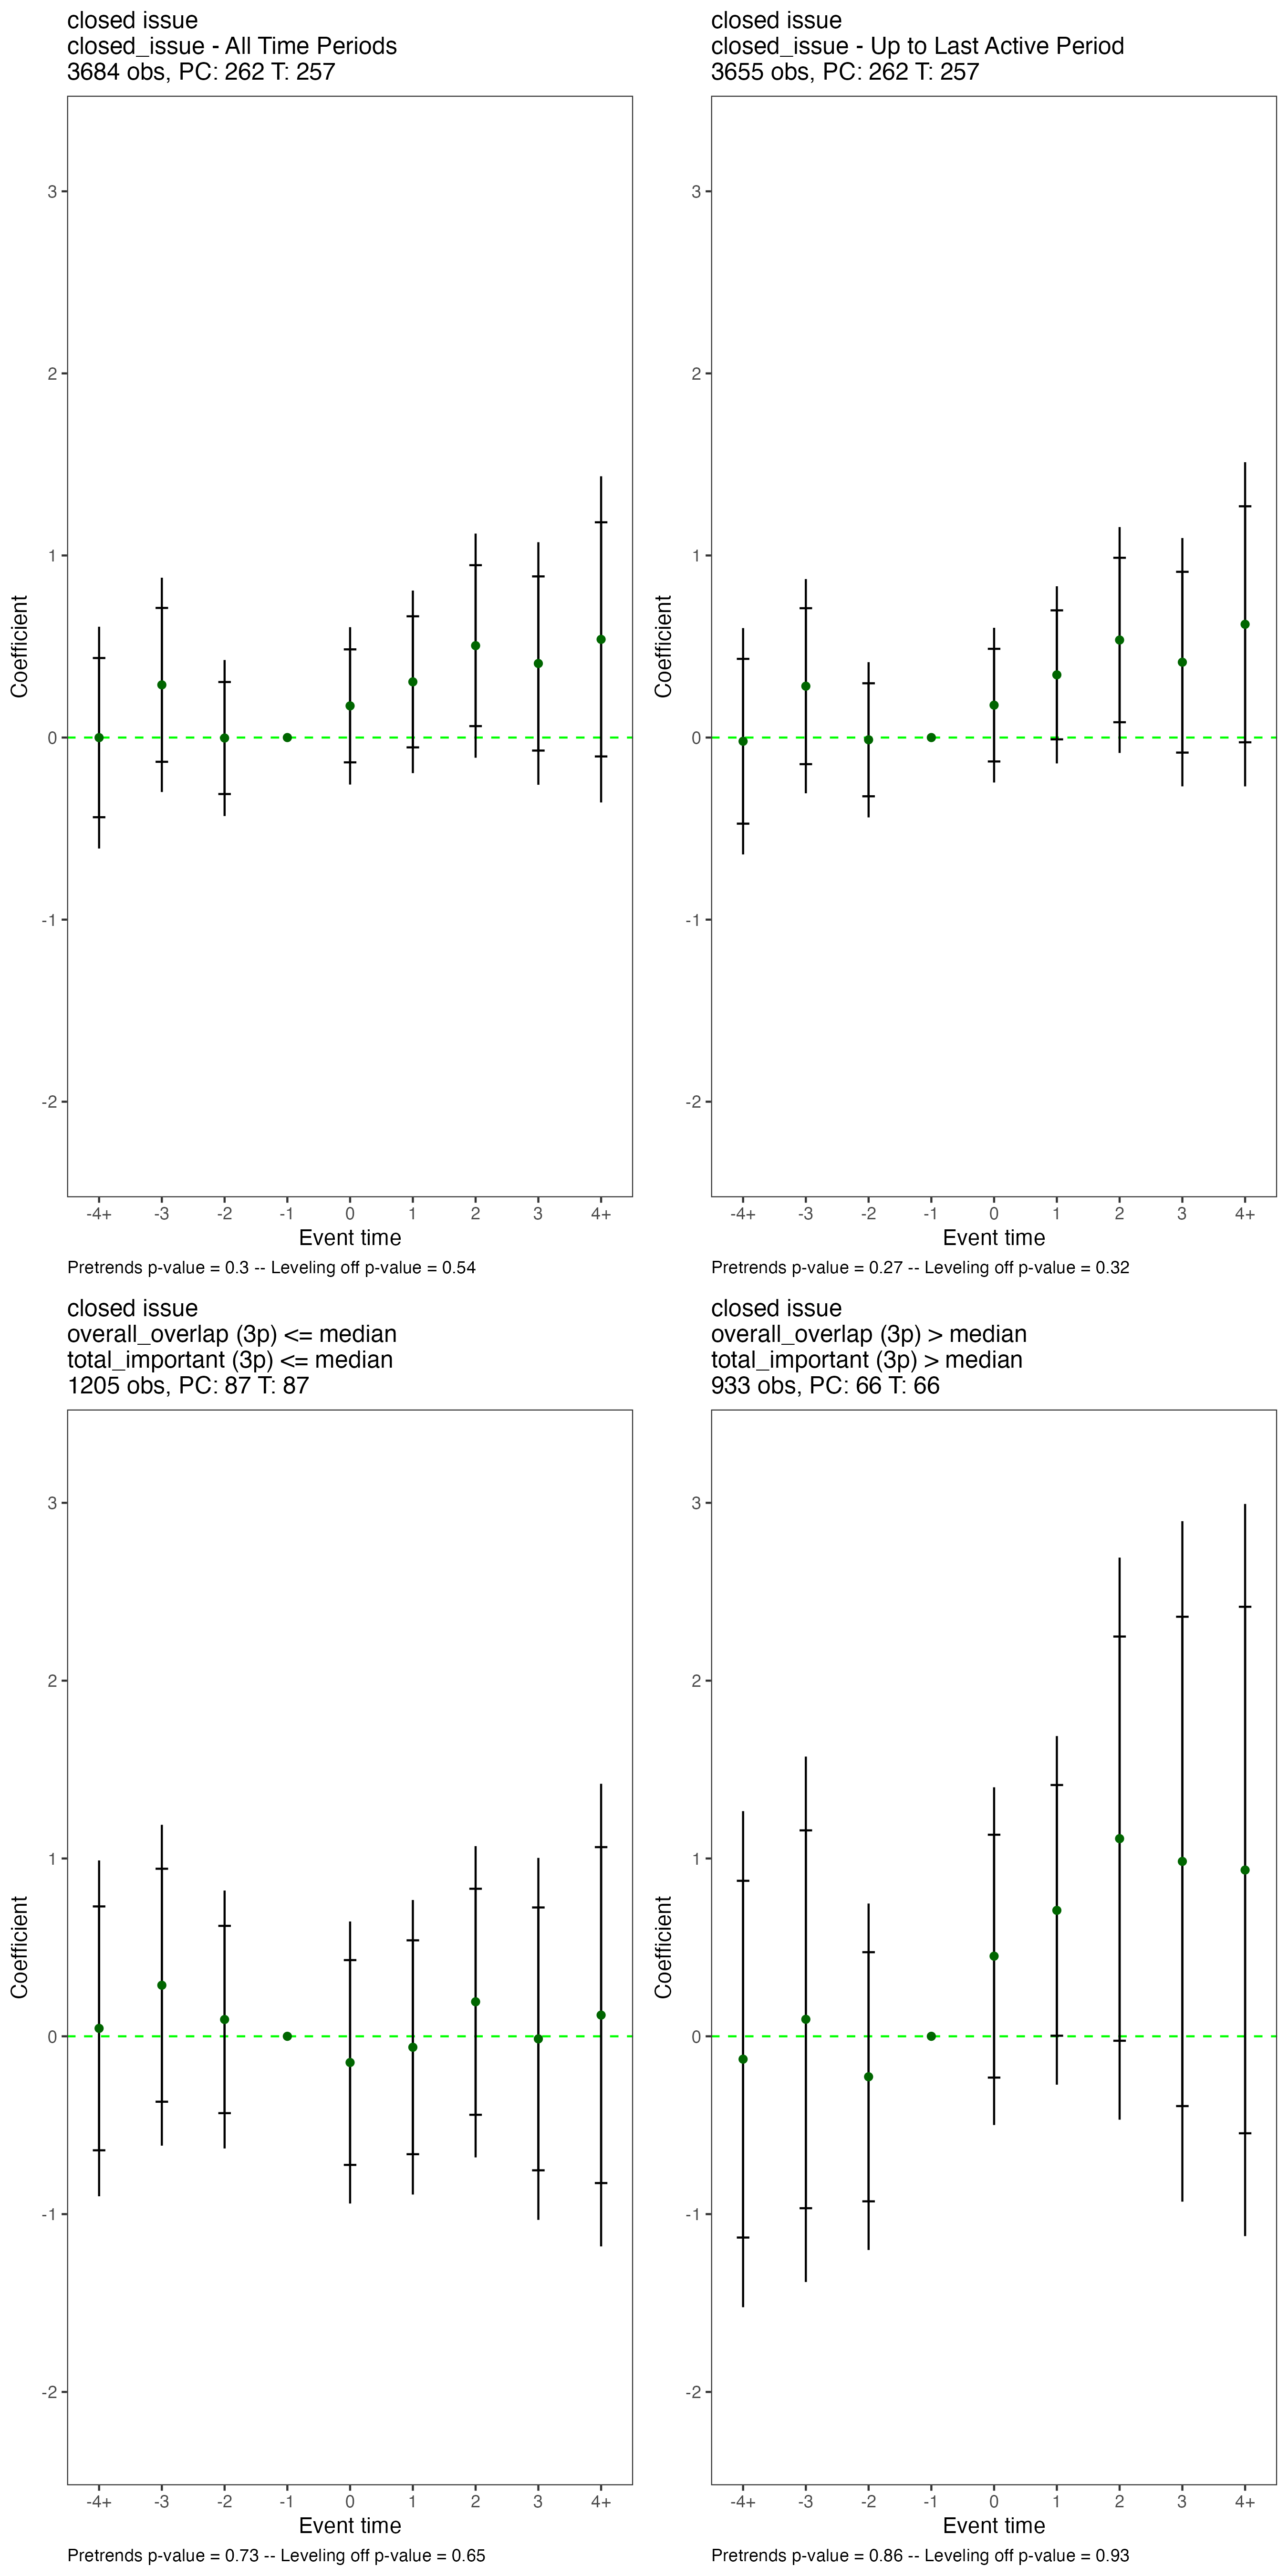 closed issue
closed_issue - All Time Periods
3684 obs, PC: 262 T: 257
3
2
1
0
-1
-2
Coefficient
-4+ -3 -2 -1 0 1 2 3 4+
Event time
Pretrends p-value = 0.3 -- Leveling off p-value = 0.54
closed issue
closed_issue - Up to Last Active Period
3655 obs, PC: 262 T: 257
3
2
1
0
-1
-2
Coefficient
-4+ -3 -2 -1 0 1 2 3 4+
Event time
Pretrends p-value = 0.27 -- Leveling off p-value = 0.32
closed issue
overall_overlap (3p) <= median
total_important (3p) <= median
1205 obs, PC: 87 T: 87
3
2
1
0
-1
-2
Coefficient
-4+ -3 -2 -1 0 1 2 3 4+
Event time
Pretrends p-value = 0.73 -- Leveling off p-value = 0.65
closed issue
overall_overlap (3p) > median
total_important (3p) > median
933 obs, PC: 66 T: 66
3
2
1
0
-1
-2
Coefficient
-4+ -3 -2 -1 0 1 2 3 4+
Event time
Pretrends p-value = 0.86 -- Leveling off p-value = 0.93